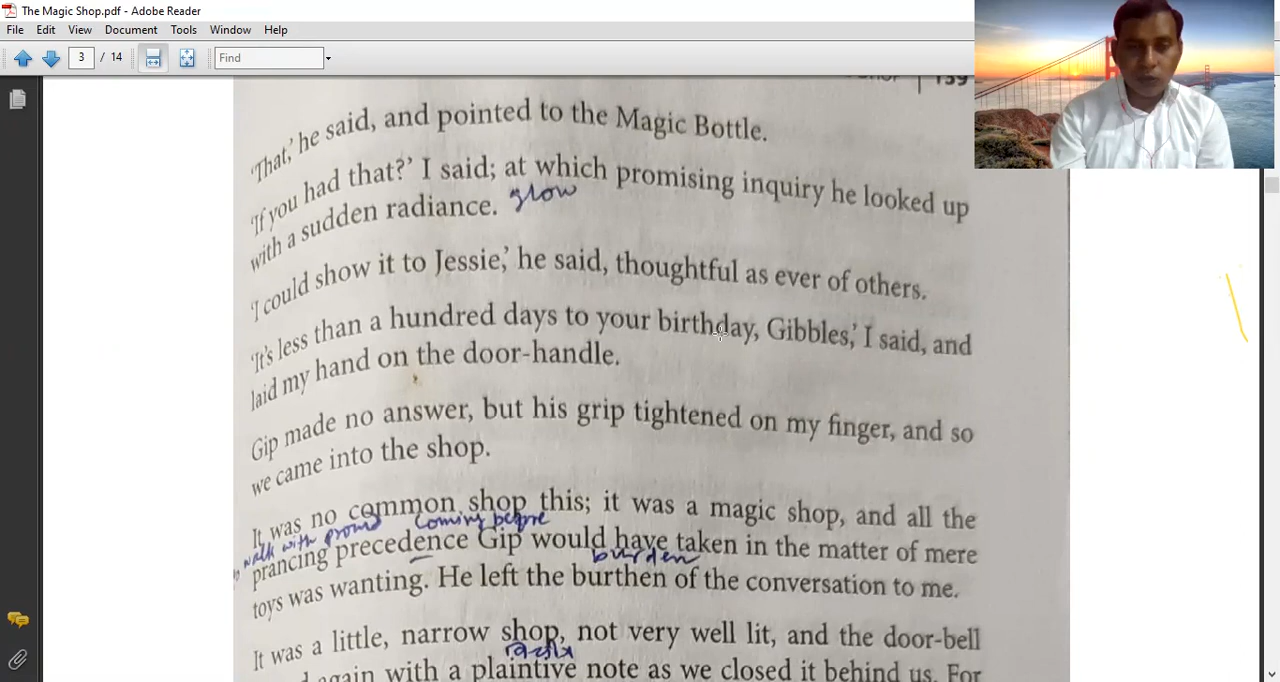 The Magic Shop.pdf - Adobe Reader
File Edit View Document Tools Window Help
3 / 14 Find
159
'That,' he said, and pointed to the Magic Bottle.
'If you had that?' I said; at which promising inquiry he looked up
with a sudden radiance. glow
'I could show it to Jessie,' he said, thoughtful as ever of others.
'It's less than a hundred days to your birthday, Gibbles,' I said, and
laid my hand on the door-handle.
Gip made no answer, but his grip tightened on my finger, and so
we came into the shop.
It was no common shop this; it was a magic shop, and all the
walk with proud coming before
prancing precedence Gip would have taken in the matter of mere
burden
toys was wanting. He left the burthen of the conversation to me.
It was a little, narrow shop, not very well lit, and the door-bell
again with a plaintive note as we closed it behind us. For